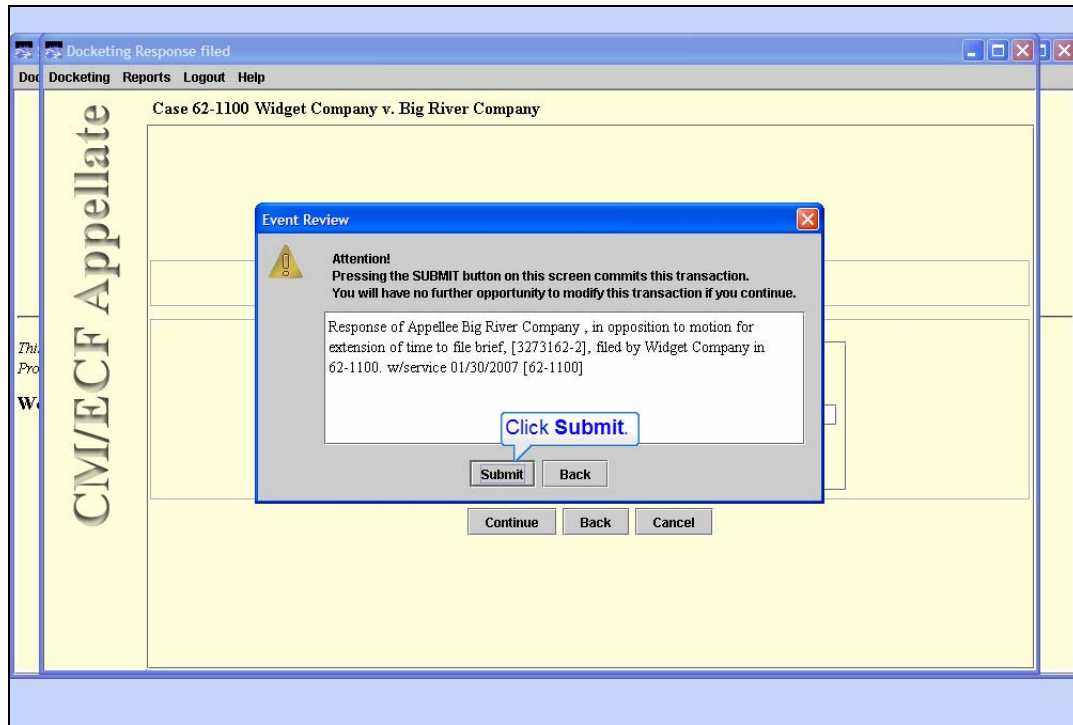 Docketing Response filed
Doc Docketing Reports Logout Help
Case 62-1100 Widget Company v. Big River Company
CM/ECF Appellate
Thi.
Pro
We
Event Review
Attention!
Pressing the SUBMIT button on this screen commits this transaction.
You will have no further opportunity to modify this transaction if you continue.
Response of Appellee Big River Company , in opposition to motion for
extension of time to file brief, [3273162-2], filed by Widget Company in
62-1100. w/service 01/30/2007 [62-1100]
Click Submit.
Submit Back
Continue Back Cancel